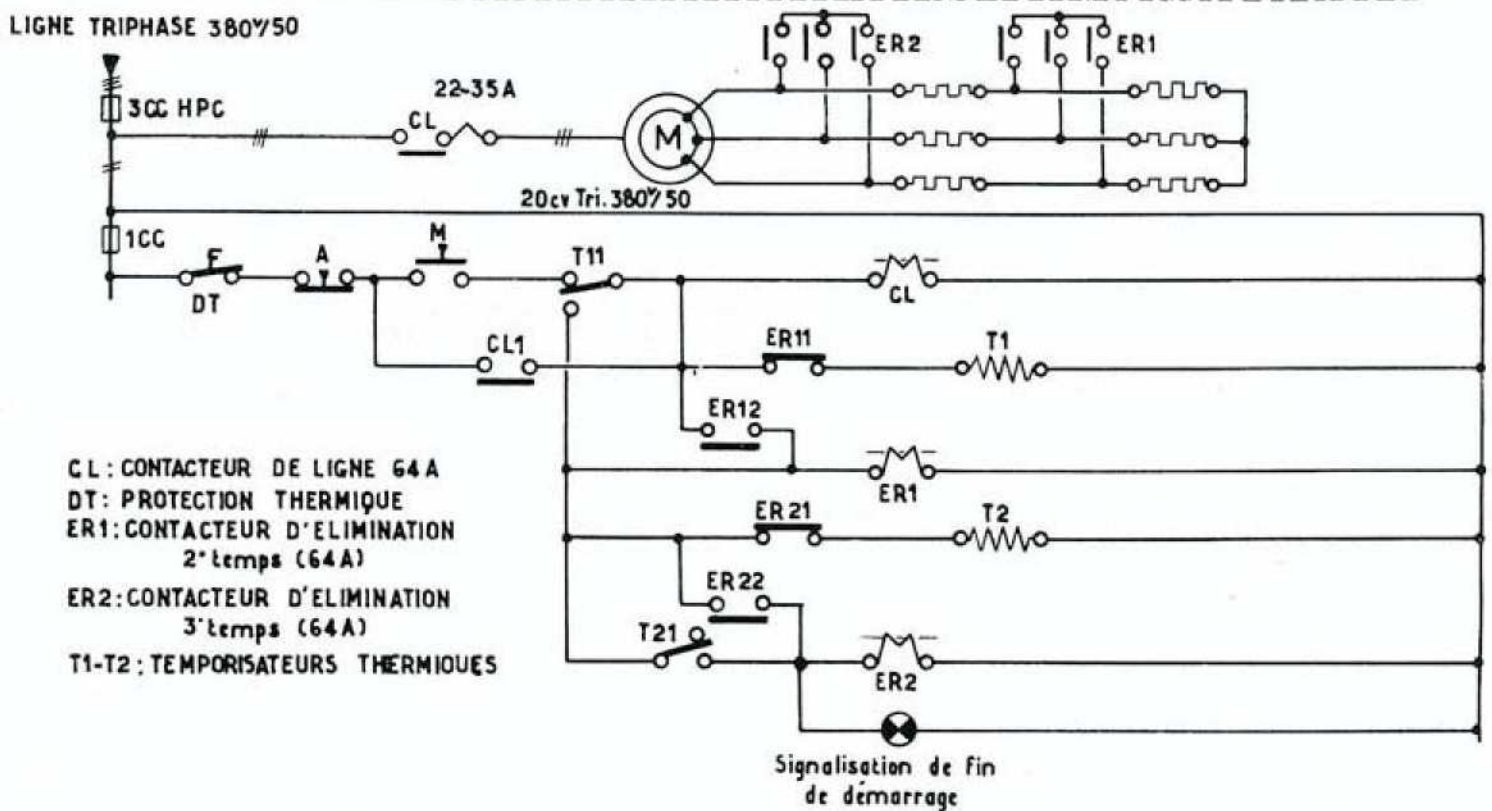 LIGNE TRIPHASE 380V/50
3CC HPC
22-35A
CL
M
ER2
ER1
20cv Tri. 380V/50
1CC
F
DT
A
M
T11
CL
CL1
ER11
T1
ER12
ER1
ER21
T2
ER22
T21
ER2
CL: CONTACTEUR DE LIGNE 64A
DT: PROTECTION THERMIQUE
ER1: CONTACTEUR D'ELIMINATION
2° temps (64A)
ER2: CONTACTEUR D'ELIMINATION
3° temps (64A)
T1-T2: TEMPORISATEURS THERMIQUES
Signalisation de fin
de démarrage